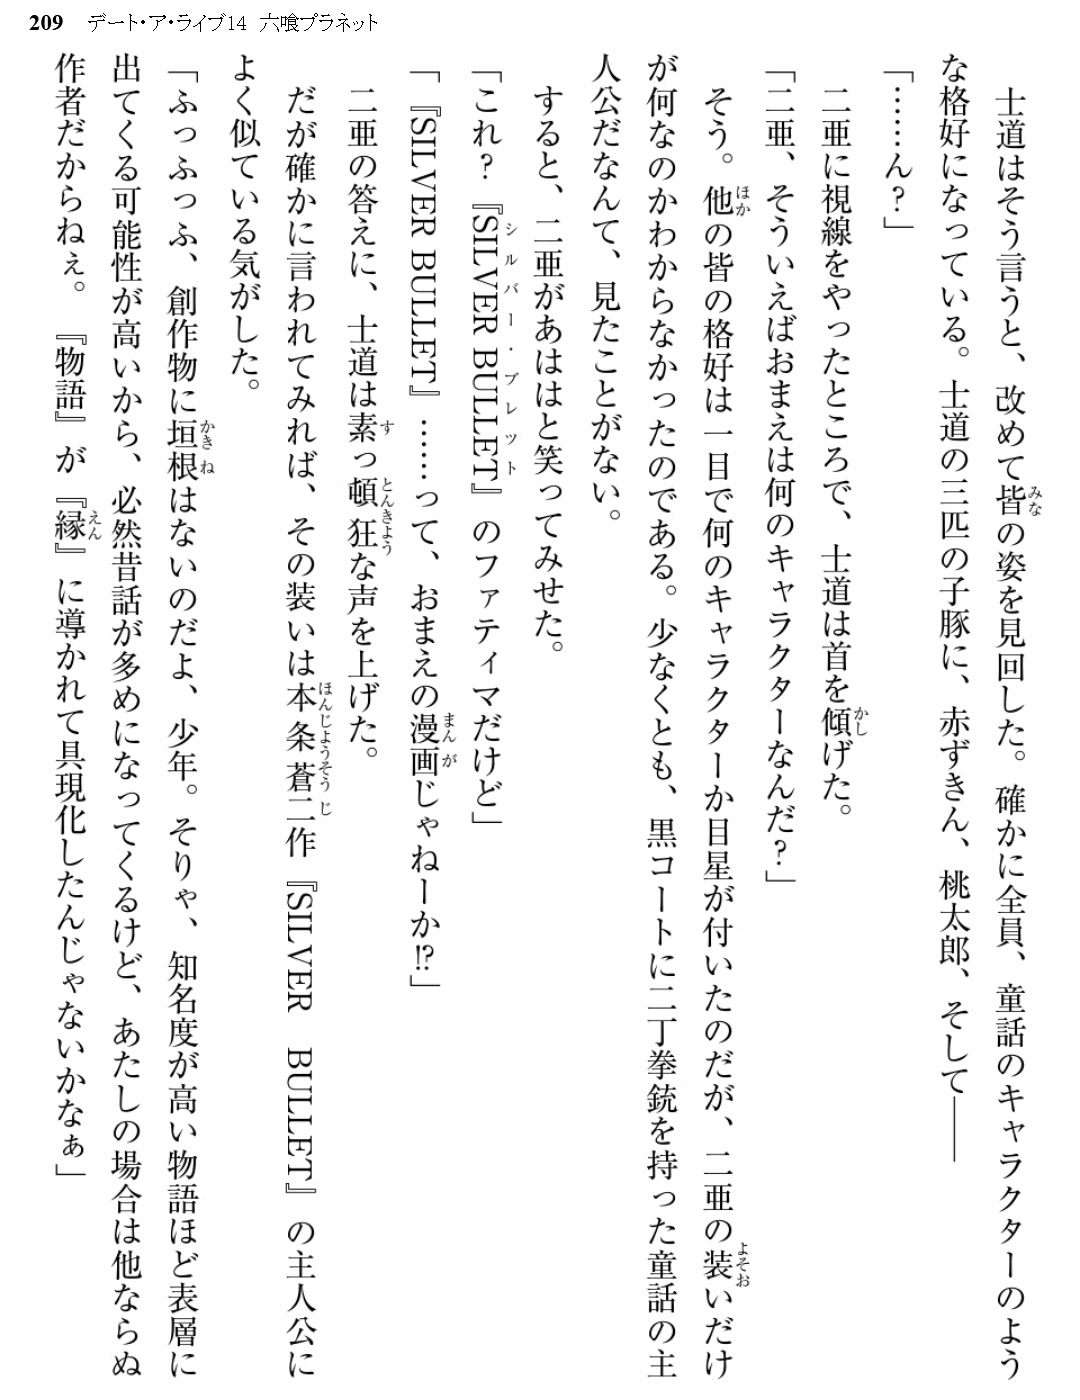 209 デート・ア・ライブ14 六喰プラネット
　士道はそう言うと、改めて皆の姿を見回した。確かに全員、童話のキャラクターのよう
な格好になっている。士道の三匹の子豚に、赤ずきん、桃太郎、そして――
「……ん？」
　二亜に視線をやったところで、士道は首を傾げた。
「二亜、そういえばおまえは何のキャラクターなんだ？」
　そう。他の皆の格好は一目で何のキャラクターか目星が付いたのだが、二亜の装いだけ
が何なのかわからなかったのである。少なくとも、黒コートに二丁拳銃を持った童話の主
人公だなんて、見たことがない。
　すると、二亜があははと笑ってみせた。
「これ？　『SILVER BULLET』のファティマだけど」
「『SILVER BULLET』……って、おまえの漫画じゃねーか!?」
　二亜の答えに、士道は素っ頓狂な声を上げた。
　だが確かに言われてみれば、その装いは本条蒼二作『SILVER　BULLET』の主人公に
よく似ている気がした。
「ふっふっふ、創作物に垣根はないのだよ、少年。そりゃ、知名度が高い物語ほど表層に
出てくる可能性が高いから、必然昔話が多めになってくるけど、あたしの場合は他ならぬ
作者だからねぇ。『物語』が『縁』に導かれて具現化したんじゃないかなぁ」